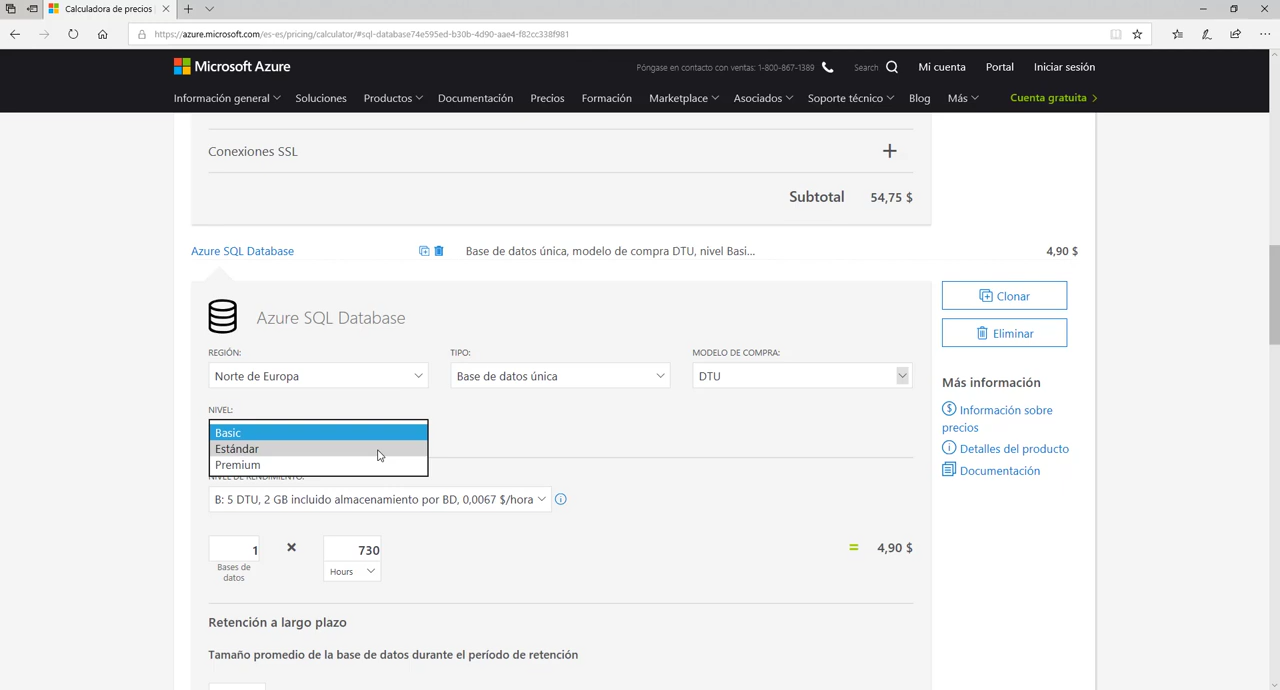 Calculadora de precios
https://azure.microsoft.com/es-es/pricing/calculator/#sql-database74e595ed-b30b-4d90-aae4-f82cc338f981
Microsoft Azure
Póngase en contacto con ventas: 1-800-867-1389
Search
Mi cuenta
Portal
Iniciar sesión
Información general
Soluciones
Productos
Documentación
Precios
Formación
Marketplace
Asociados
Soporte técnico
Blog
Más
Cuenta gratuita
Conexiones SSL
Subtotal 54,75 $
Azure SQL Database
Base de datos única, modelo de compra DTU, nivel Basi...
4,90 $
Azure SQL Database
Clonar
Eliminar
REGIÓN:
Norte de Europa
TIPO:
Base de datos única
MODELO DE COMPRA:
DTU
Más información
Información sobre
precios
Detalles del producto
Documentación
NIVEL:
Basic
Estándar
Premium
NIVEL DE RENDIMIENTO:
B: 5 DTU, 2 GB incluido almacenamiento por BD, 0,0067 $/hora
1
Bases de
datos
×
730
Hours
= 4,90 $
Retención a largo plazo
Tamaño promedio de la base de datos durante el período de retención